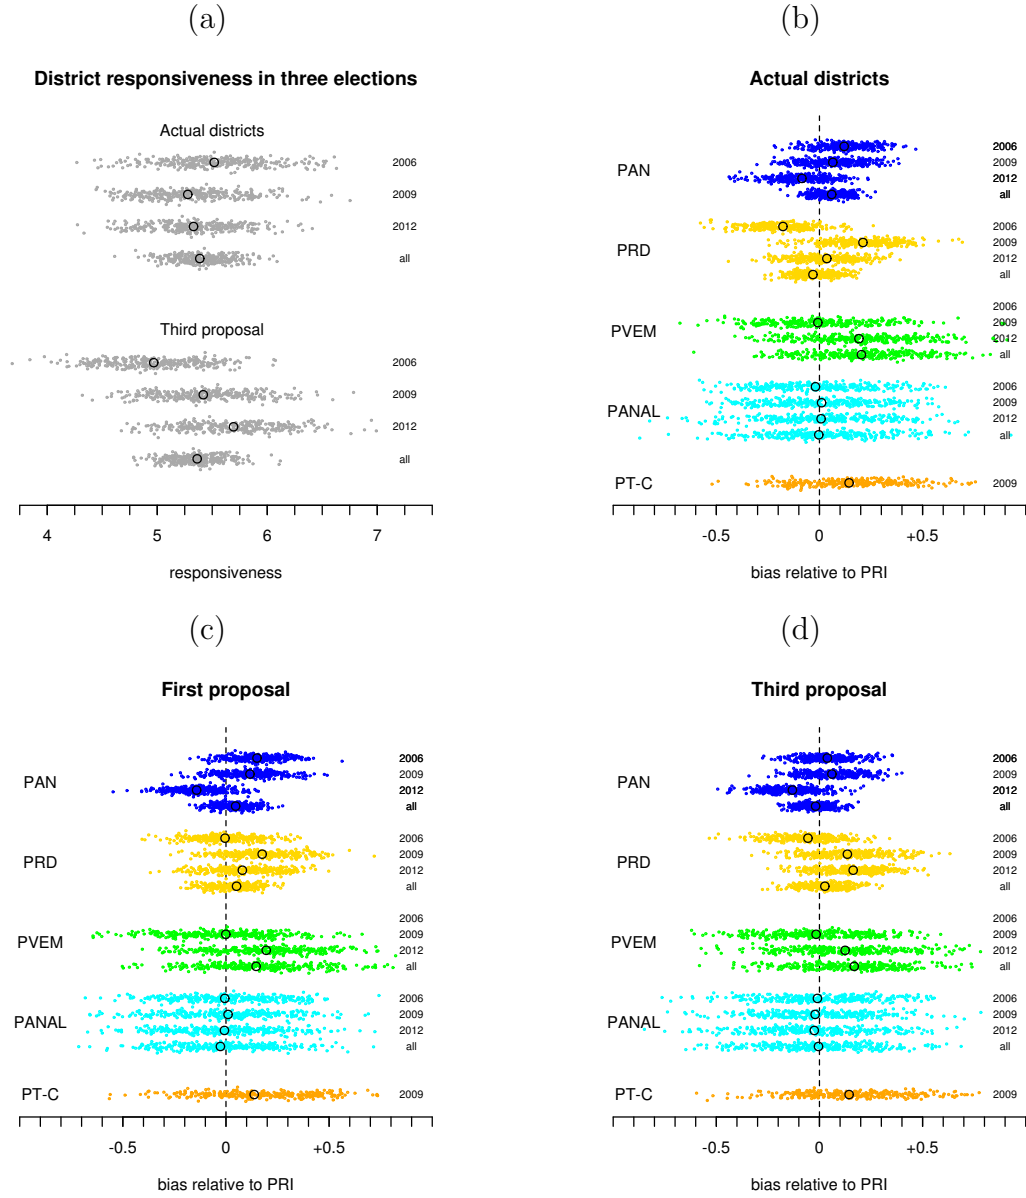 (a)
District responsiveness in three elections
Actual districts
2006
2009
2012
all
Third proposal
2006
2009
2012
all
4 5 6 7
responsiveness
(b)
Actual districts
PAN
2006
2009
2012
all
PRD
2006
2009
2012
all
PVEM
2006
2009
2012
all
PANAL
2006
2009
2012
all
PT-C
2009
-0.5 0 +0.5
bias relative to PRI
(c)
First proposal
PAN
2006
2009
2012
all
PRD
2006
2009
2012
all
PVEM
2006
2009
2012
all
PANAL
2006
2009
2012
all
PT-C
2009
-0.5 0 +0.5
bias relative to PRI
(d)
Third proposal
PAN
2006
2009
2012
all
PRD
2006
2009
2012
all
PVEM
2006
2009
2012
all
PANAL
2006
2009
2012
all
PT-C
2009
-0.5 0 +0.5
bias relative to PRI